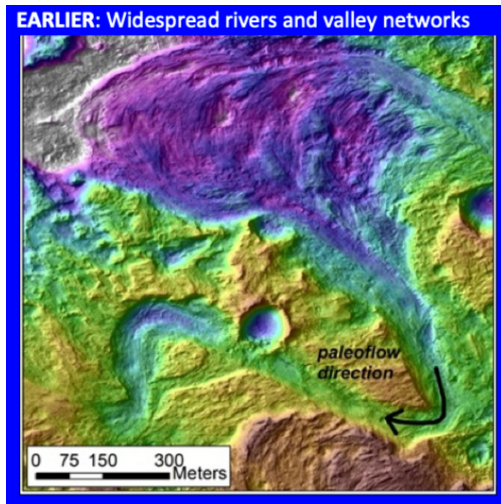 EARLIER: Widespread rivers and valley networks
paleoflow
direction
0 75 150 300
Meters